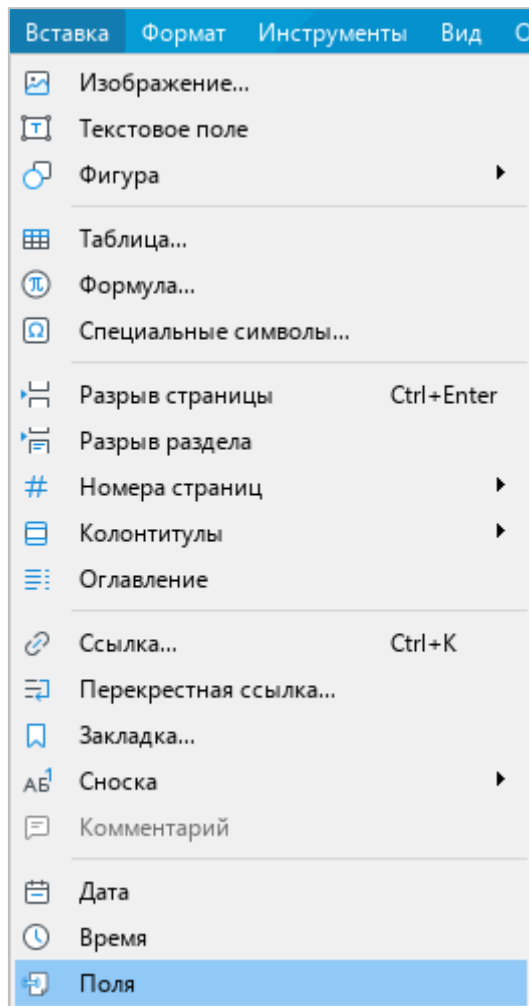 Вставка Формат Инструменты Вид
Изображение...
Текстовое поле
Фигура
Таблица...
Формула...
Специальные символы...
Разрыв страницы Ctrl+Enter
Разрыв раздела
Номера страниц
Колонтитулы
Оглавление
Ссылка... Ctrl+K
Перекрестная ссылка...
Закладка...
Сноска
Комментарий
Дата
Время
Поля